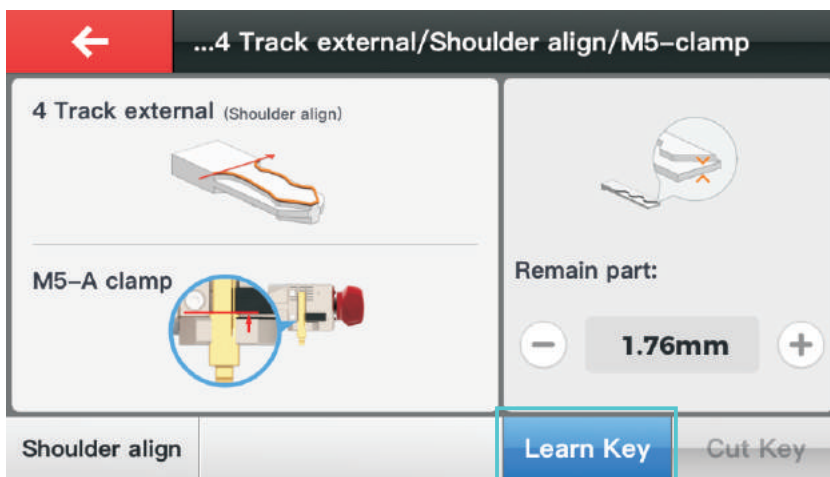 ...4 Track external/Shoulder align/M5-clamp
4 Track external (Shoulder align)
M5-A clamp
Remain part:
1.76mm
Shoulder align
Learn Key
Cut Key